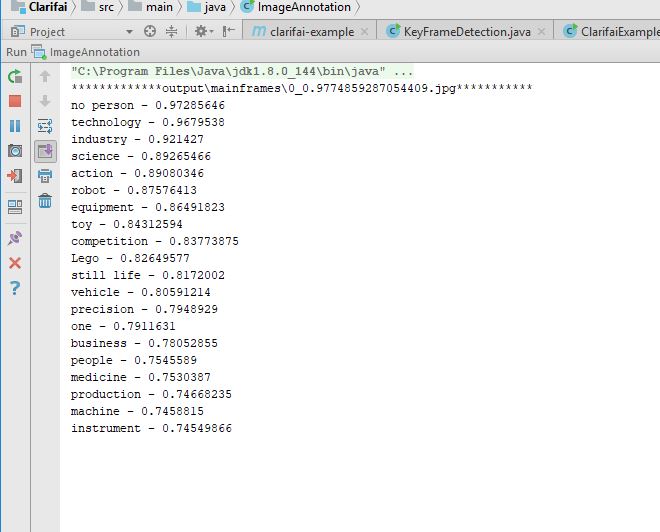 Clarifai src main java ImageAnnotation
Project clarifai-example KeyFrameDetection.java ClarifaiExample
Run ImageAnnotation
"C:\Program Files\Java\jdk1.8.0_144\bin\java" ...
*************output\mainframes\0_0.9774859287054409.jpg***********
no person - 0.97285646
technology - 0.9679538
industry - 0.921427
science - 0.89265466
action - 0.89080346
robot - 0.87576413
equipment - 0.86491823
toy - 0.84312594
competition - 0.83773875
Lego - 0.82649577
still life - 0.8172002
vehicle - 0.80591214
precision - 0.7948929
one - 0.7911631
business - 0.78052855
people - 0.7545589
medicine - 0.7530387
production - 0.74668235
machine - 0.7458815
instrument - 0.74549866